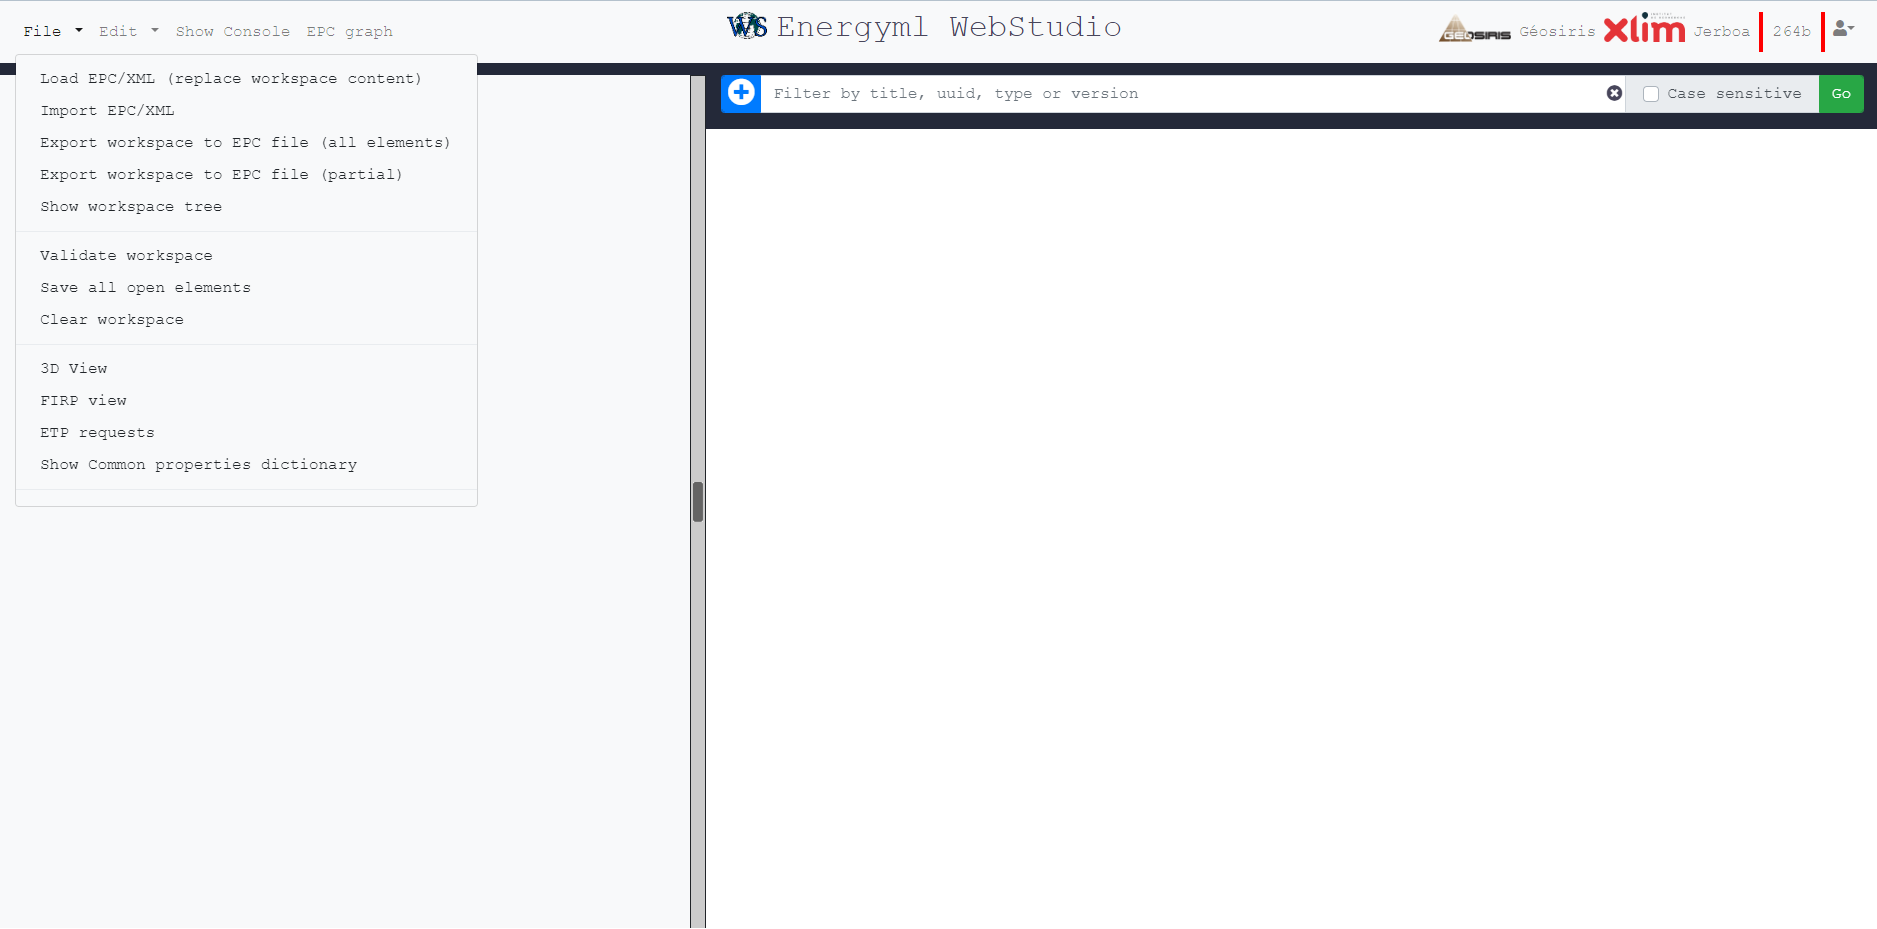 File Edit Show Console EPC graph
WS Energyml WebStudio
GEOSIRIS Géosiris Xlim Jerboa 264b
Load EPC/XML (replace workspace content)
Import EPC/XML
Export workspace to EPC file (all elements)
Export workspace to EPC file (partial)
Show workspace tree
Validate workspace
Save all open elements
Clear workspace
3D View
FIRP view
ETP requests
Show Common properties dictionary
Filter by title, uuid, type or version
Case sensitive
Go